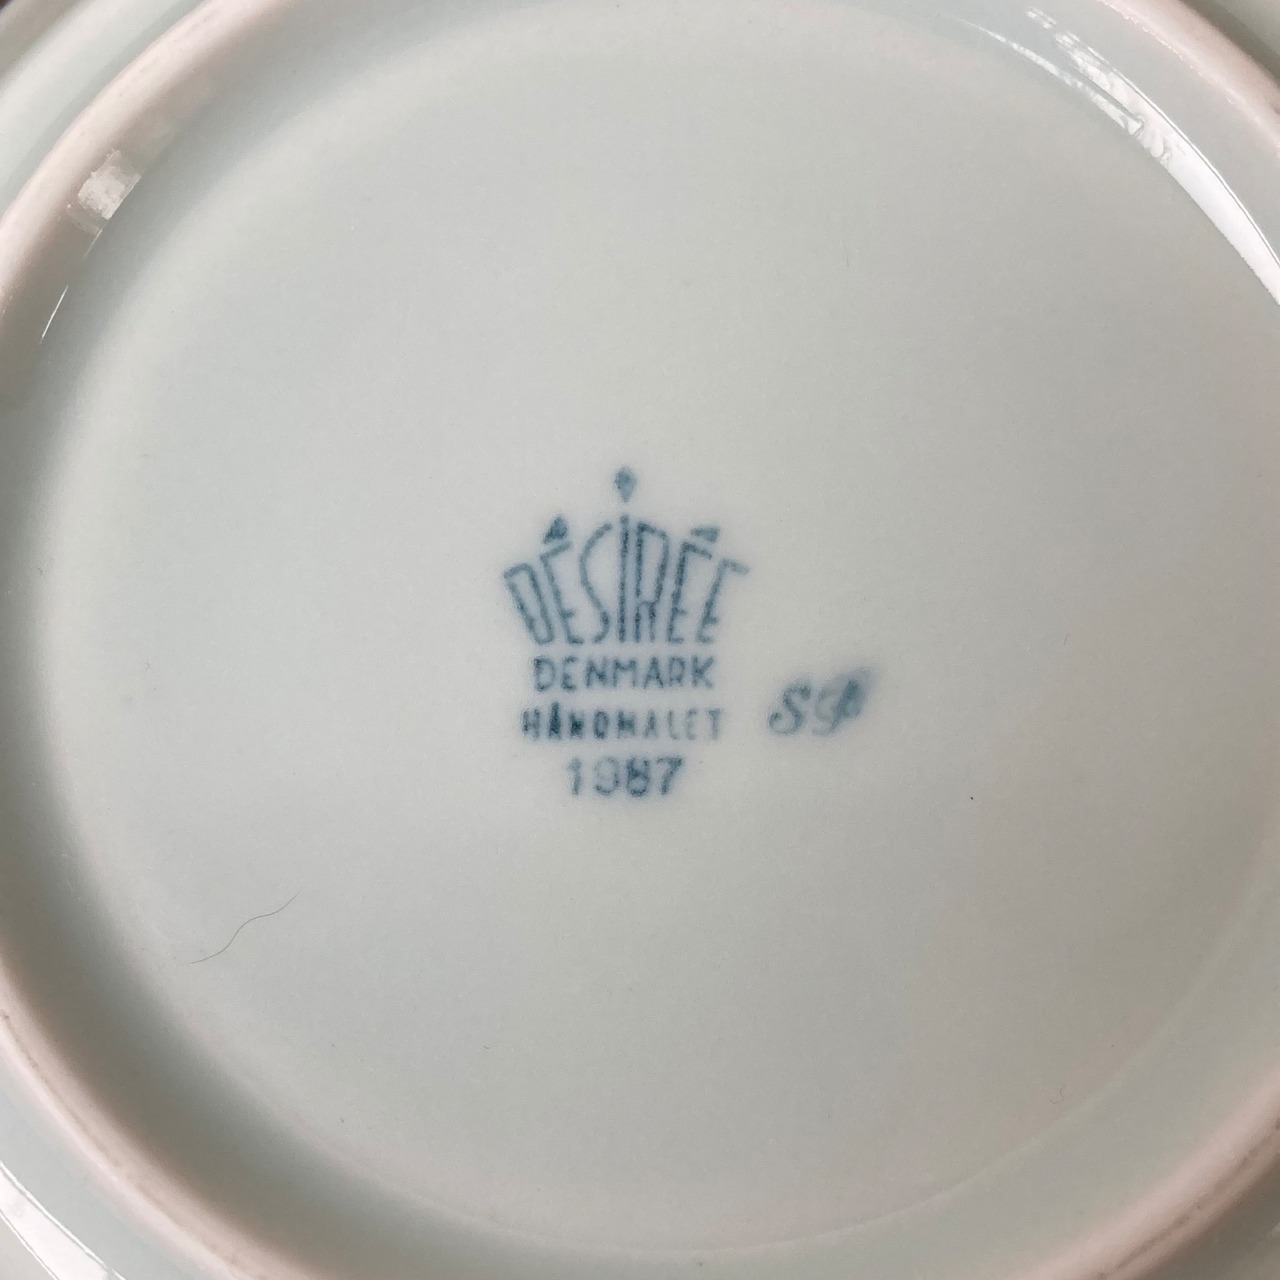 DÉSIRÉE
DENMARK
HÅNDMALET
1987